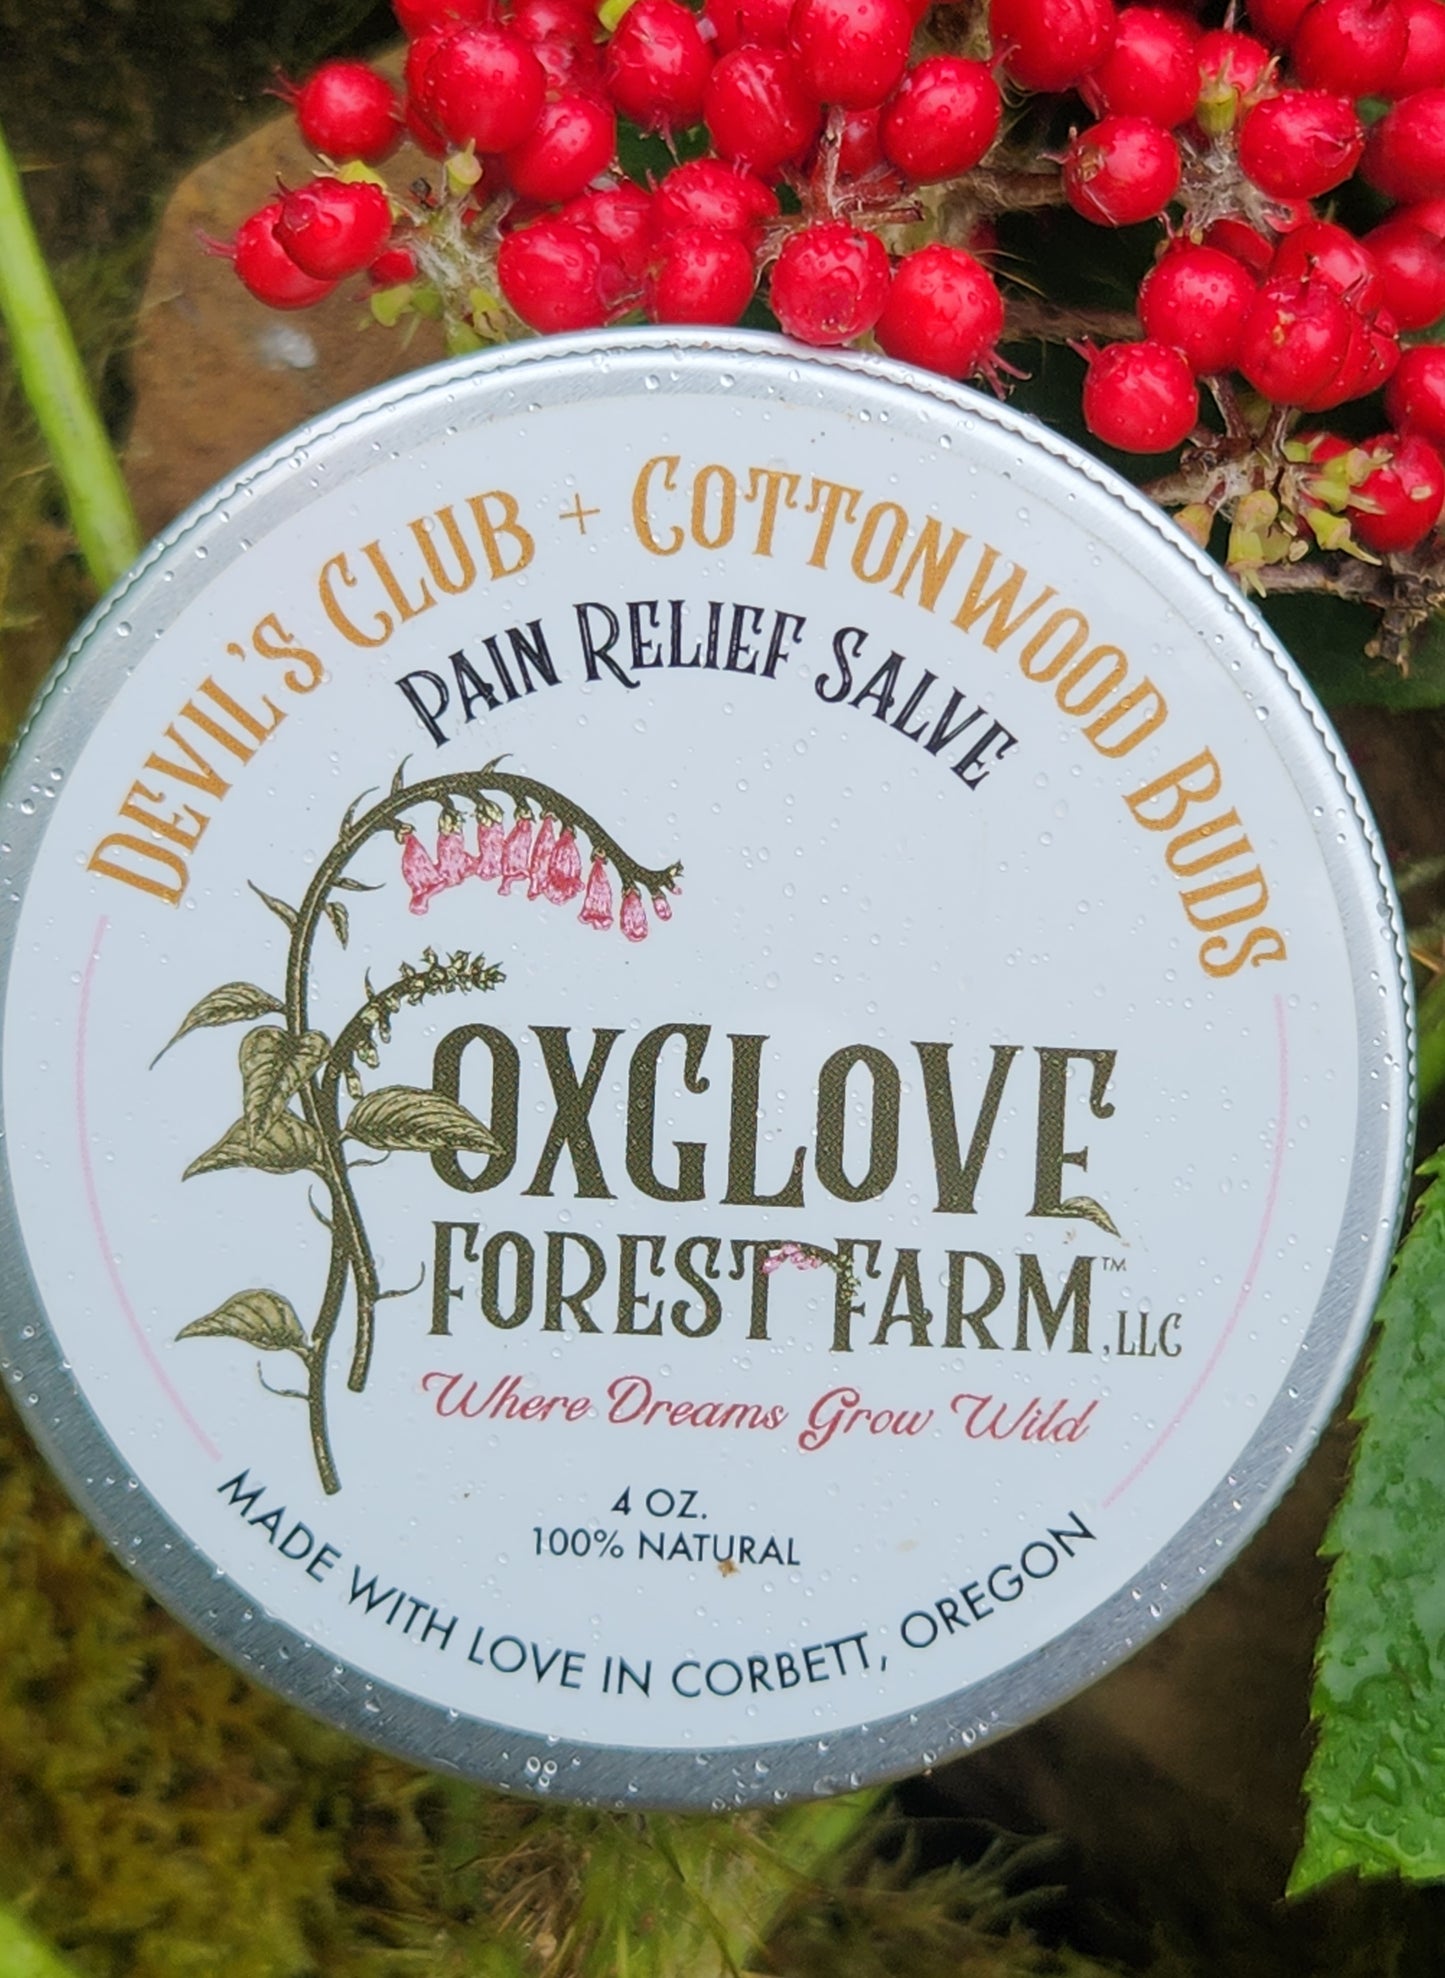 DEVIL'S CLUB + COTTONWOOD BUDS
PAIN RELIEF SALVE
FOXGLOVE
FOREST FARM™, LLC
Where Dreams Grow Wild
4 OZ.
100% NATURAL
MADE WITH LOVE IN CORBETT, OREGON